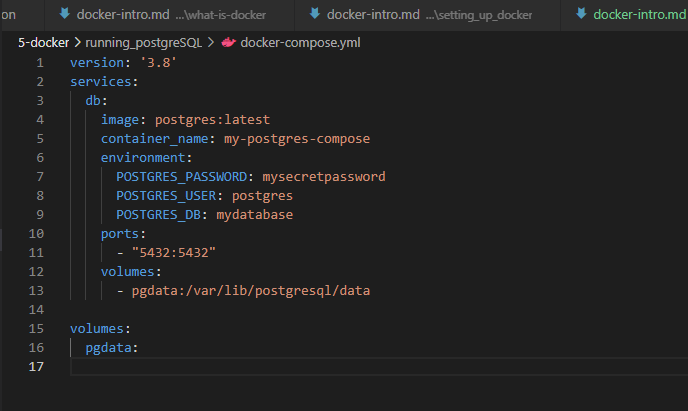 on docker-intro.md ...\what-is-docker docker-intro.md ...\setting_up_docker docker-intro.md
5-docker > running_postgreSQL > docker-compose.yml
1 version: '3.8'
2 services:
3   db:
4     image: postgres:latest
5     container_name: my-postgres-compose
6     environment:
7       POSTGRES_PASSWORD: mysecretpassword
8       POSTGRES_USER: postgres
9       POSTGRES_DB: mydatabase
10     ports:
11       - "5432:5432"
12     volumes:
13       - pgdata:/var/lib/postgresql/data
14
15 volumes:
16   pgdata:
17